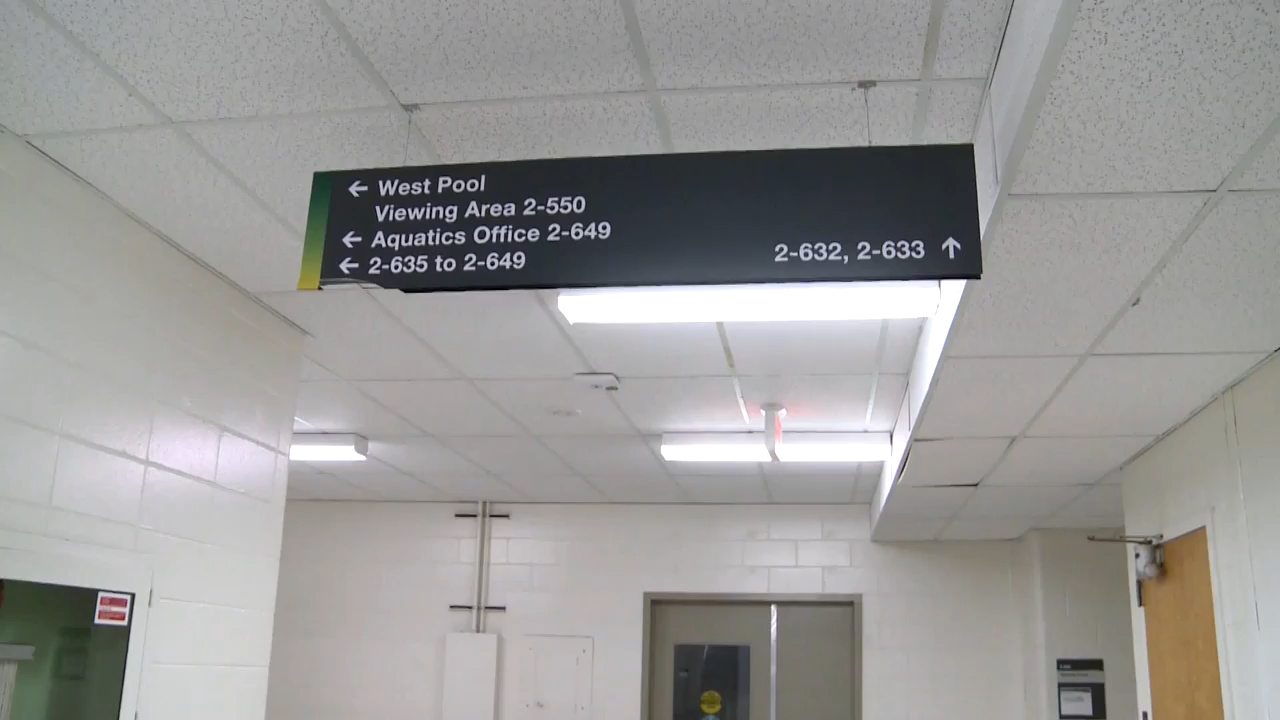 ← West Pool
Viewing Area 2-550
← Aquatics Office 2-649
← 2-635 to 2-649
2-632, 2-633 ↑